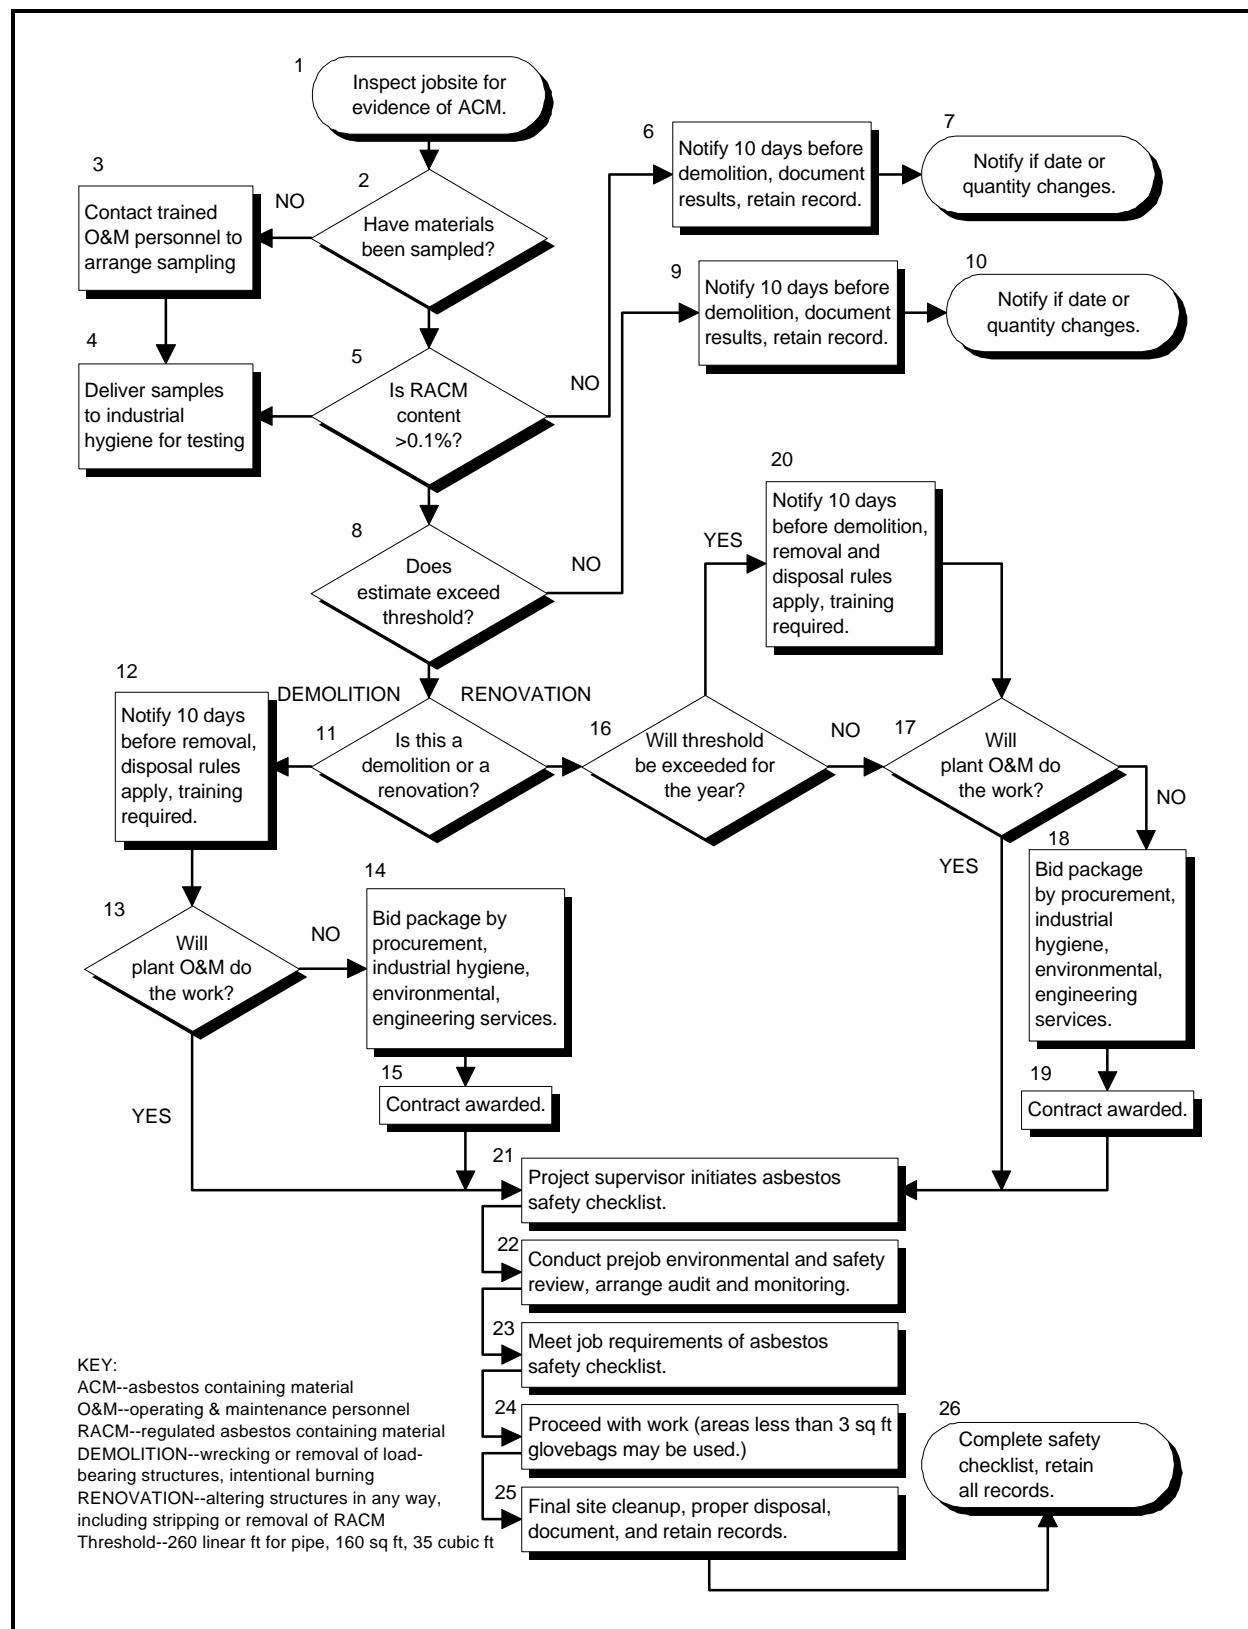 1
Inspect jobsite for
evidence of ACM.
2
Have materials
been sampled?
NO
3
Contact trained
O&M personnel to
arrange sampling
4
Deliver samples
to industrial
hygiene for testing
5
Is RACM
content
>0.1%?
NO
6
Notify 10 days before
demolition, document
results, retain record.
7
Notify if date or
quantity changes.
8
Does
estimate exceed
threshold?
NO
9
Notify 10 days before
demolition, document
results, retain record.
10
Notify if date or
quantity changes.
DEMOLITION
RENOVATION
11
Is this a
demolition or a
renovation?
12
Notify 10 days
before removal,
disposal rules
apply, training
required.
13
Will
plant O&M do
the work?
NO
YES
14
Bid package by
procurement,
industrial hygiene,
environmental,
engineering services.
15
Contract awarded.
16
Will threshold
be exceeded for
the year?
YES
NO
20
Notify 10 days
before demolition,
removal and
disposal rules
apply, training
required.
17
Will
plant O&M do
the work?
NO
YES
18
Bid package
by procurement,
industrial
hygiene,
environmental,
engineering
services.
19
Contract awarded.
21
Project supervisor initiates asbestos
safety checklist.
22
Conduct prejob environmental and safety
review, arrange audit and monitoring.
23
Meet job requirements of asbestos
safety checklist.
24
Proceed with work (areas less than 3 sq ft
glovebags may be used.)
25
Final site cleanup, proper disposal,
document, and retain records.
26
Complete safety
checklist, retain
all records.
KEY:
ACM--asbestos containing material
O&M--operating & maintenance personnel
RACM--regulated asbestos containing material
DEMOLITION--wrecking or removal of load-
bearing structures, intentional burning
RENOVATION--altering structures in any way,
including stripping or removal of RACM
Threshold--260 linear ft for pipe, 160 sq ft, 35 cubic ft